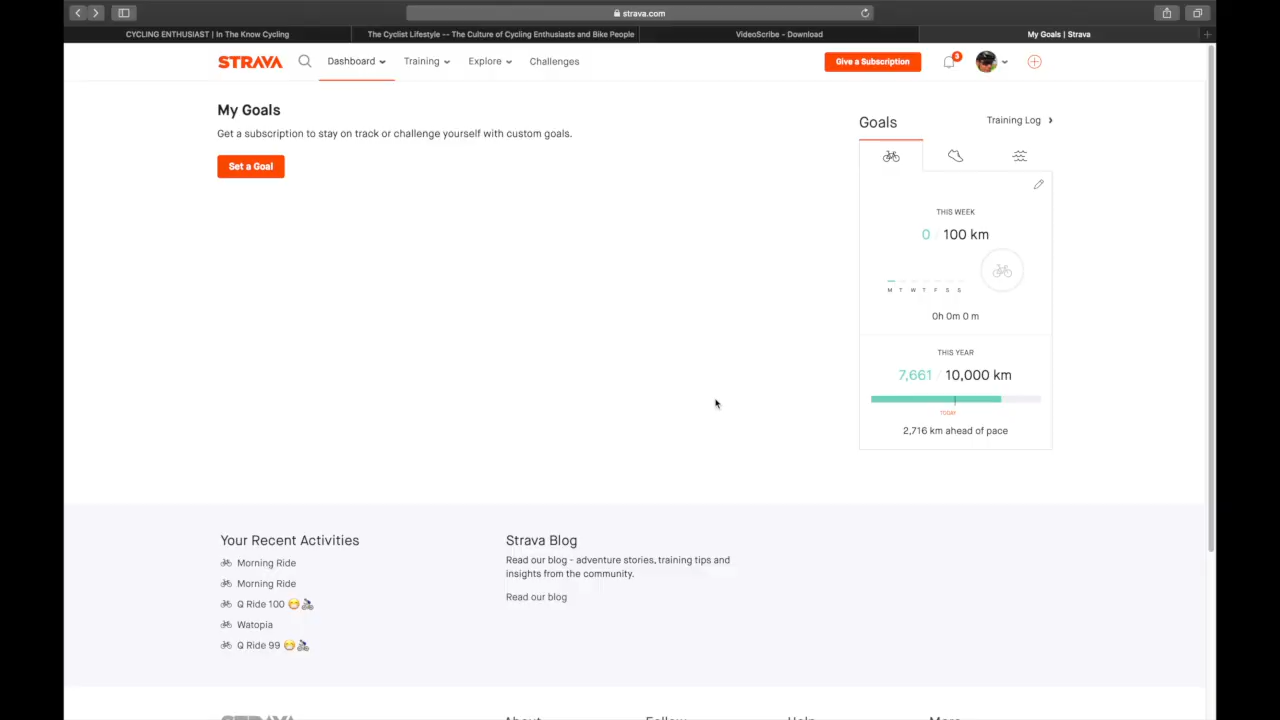 strava.com
CYCLING ENTHUSIAST | In The Know Cycling
The Cyclist Lifestyle -- The Culture of Cycling Enthusiasts and Bike People
VideoScribe - Download
My Goals | Strava
STRAVA
Dashboard
Training
Explore
Challenges
Give a Subscription
3
My Goals
Get a subscription to stay on track or challenge yourself with custom goals.
Set a Goal
Goals
Training Log
THIS WEEK
0 / 100 km
M T W T F S S
0h 0m 0 m
THIS YEAR
7,661 / 10,000 km
TODAY
2,716 km ahead of pace
Your Recent Activities
Morning Ride
Morning Ride
Q Ride 100 😁🚴
Watopia
Q Ride 99 😁🚴
Strava Blog
Read our blog - adventure stories, training tips and
insights from the community.
Read our blog
STRAVA
About
Follow
Help
More